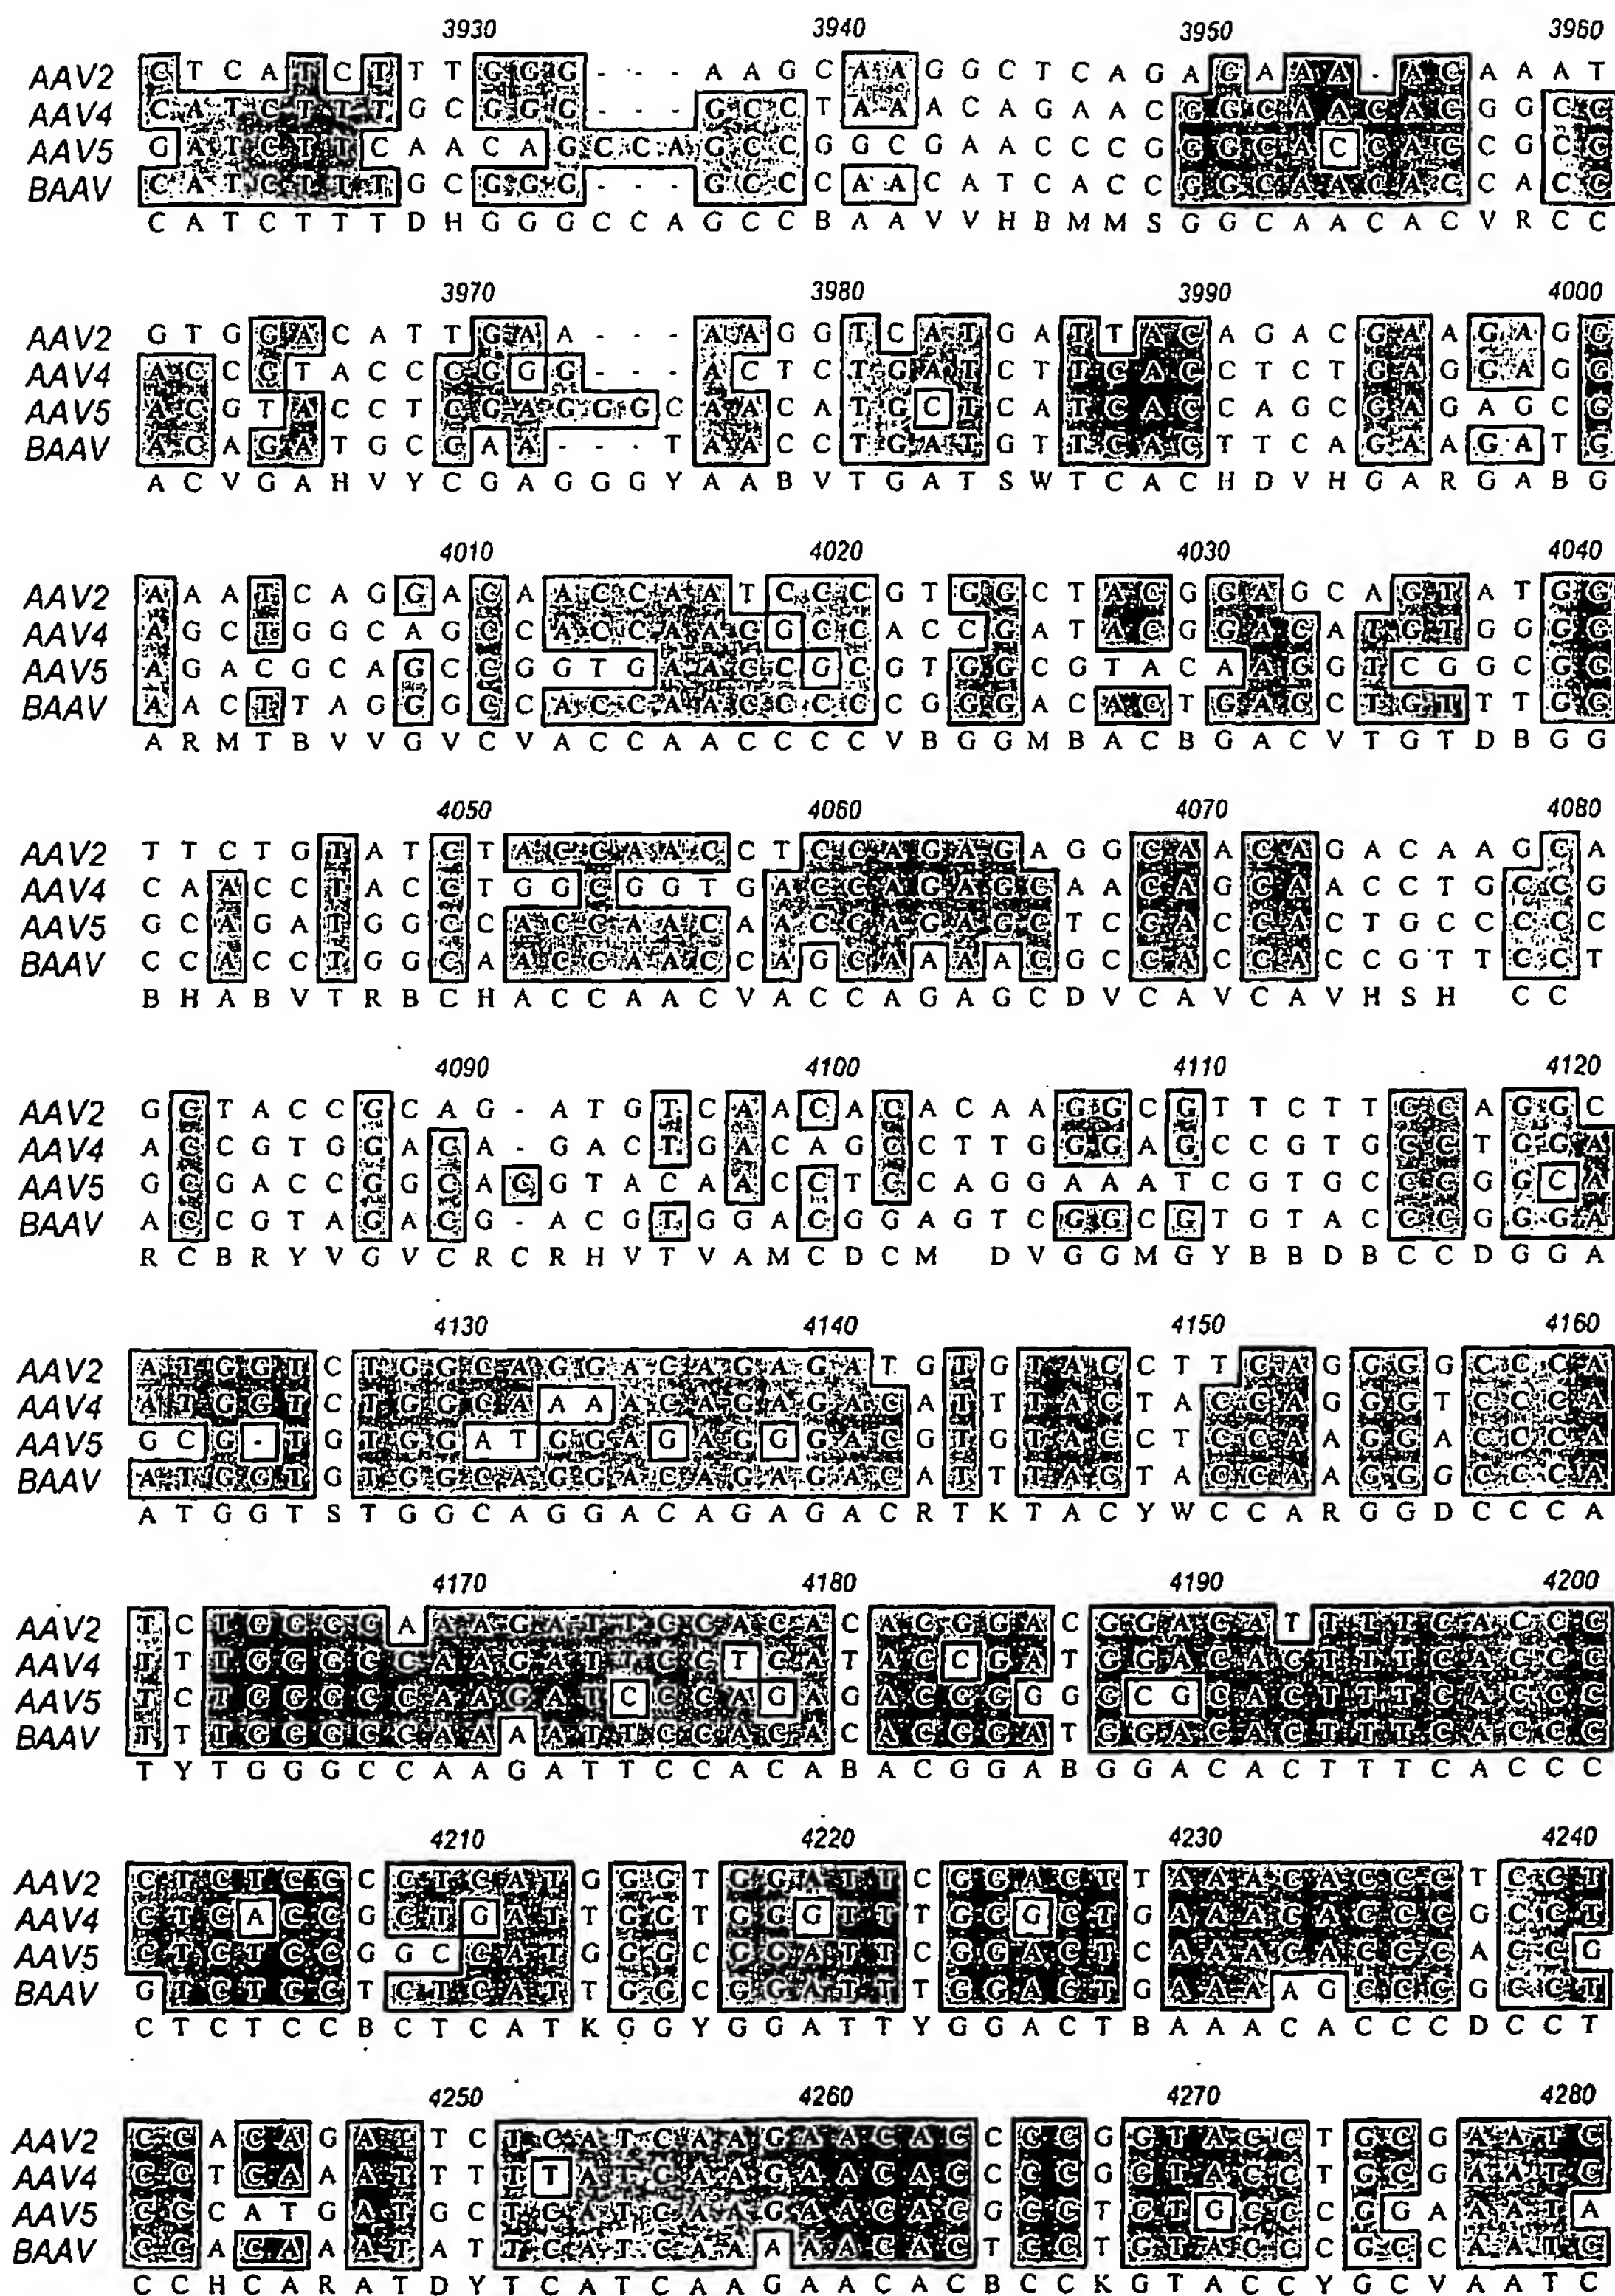 3930 3940 3950 3960
AAV2 C T C A T C T T T G G G - - - A A G C A A G G C T C A G A G A A A - A C A A A T
AAV4 C A T C T T T G C G G G - - - G C C T A A A C A G A A C G G C A A C A C G G C C
AAV5 G A T C T T C A A C A G C C A G C C G G C G A A C C C G G G C A C C A C C G C G
BAAV C A T C T T T G C G G G - - - G C C C A A C A T C A C C G G C A A C A C C A C C
C A T C T T T D H G G G C C A G C C B A A V V H B M M S G G C A A C A C V R C C
3970 3980 3990 4000
AAV2 G T G G A C A T T G A A - - - A A G G T C A T G A T T A C A G A C G A A G A G G
AAV4 A C C G T A C C C G G G - - - A C T C T G A T C T T C A C C T C T G A G G A G G
AAV5 A C G T A C C T C G A G G G C A A C A T G C T C A T C A C C A G C G A G A G C G
BAAV A C A G A T G C G A A - - - T A A C C T G A T G T T C A C T T C A G A A G A T G
A C V G A H V Y C G A G G G Y A A B V T G A T S W T C A C H D V H G A R G A B G
4010 4020 4030 4040
AAV2 A A A T C A G G A C A A C C A A T C C C G T G G C T A C G G A G C A G T A T G G
AAV4 A G C T G G C A G C C A C C A A G G C C A C C G A T A C G G A C A T G T G G G G
AAV5 A G A C G C A G C C G G T G A A C C G C G T G G C G T A C A A C G T C G G C G G
BAAV A A C T T A G G G C C A C C A A C C C C C G G G A C A C T G A C C T G T T T G G
A R M T B V V G V C V A C C A A C C C C V B G G M B A C B G A C V T G T D B G G
4050 4060 4070 4080
AAV2 T T C T G T A T C T A C C A A C C T C C A G A G A G G C A A C A G A C A A G C A
AAV4 C A A C C T A C C T G G C G G T G A C C A G A G C A A C A G C A A C C T G C C G
AAV5 G C A G A T G G C C A C C A A C A A C C A G A G C T C C A C C A C T G C C C C C
BAAV C C A C C T G G C A A C C A A C C A G C A A A A C G C C A C C A C C G T T C C T
B H A B V T R B C H A C C A A C V A C C A G A G C D V C A V C A V H S H C C
4090 4100 4110 4120
AAV2 G C T A C C G C A G - A T G T C A A C A C A C A A G G C G T T C T T C C A G G C
AAV4 A C C G T G G A C A - G A C T G A C A G C C T T G G G A G C C G T G C C T G G A
AAV5 G C G A C C G G C A C G T A C A A C C T C C A G G A A A T C G T G C C C G G C A
BAAV A C C G T A G A C G - A C G T G G A C G G A G T C G G C G T G T A C C C G G G A
R C B R Y V G V C R C R H V T V A M C D C M D V G G M G Y B B D B C C D G G A
4130 4140 4150 4160
AAV2 A T G G T C T G G C A G G A C A G A G A T G T G T A C C T T C A G G G G C C C A
AAV4 A T G G T C T G G C A A A A C A G A G A C A T T T A C T A C C A G G G T C C C A
AAV5 G C G - T G T G G A T G G A G A G G G A C G T G T A C C T C C A A G G A C C C A
BAAV A T G G T G T G G C A G G A C A G A G A C A T T T A C T A C C A A G G G C C C A
A T G G T S T G G C A G G A C A G A G A C R T K T A C Y W C C A R G G D C C C A
4170 4180 4190 4200
AAV2 T C T G G G C A A A G A T T C C A C A C A C G G A C G G A C A T T T T C A C C C
AAV4 T T T G G G C C A A G A T T C C T C A T A C C G A T G G A C A C T T T C A C C C
AAV5 T C T G G G C C A A G A T C C C A G A G A C G G G G G C G C A C T T T C A C C C
BAAV T T T G G G C C A A A A T T C C A C A C A C G G A T G G A C A C T T T C A C C C
T Y T G G G C C A A G A T T C C A C A B A C G G A B G G A C A C T T T C A C C C
4210 4220 4230 4240
AAV2 C T C T C C C C T C A T G G G T G G A T T C G G A C T T A A A C A C C C T C C T
AAV4 C T C A C C G C T G A T T G G T G G G T T T G G G C T G A A A C A C C C G C C T
AAV5 C T C T C C G G C C A T G G G C G G A T T C G G A C T C A A A C A C C C A C C G
BAAV G T C T C C T C T C A T T G G C G G A T T T G G A C T G A A A A G C C C G C C T
C T C T C C B C T C A T K G G Y G G A T T Y G G A C T B A A A C A C C C D C C T
4250 4260 4270 4280
AAV2 C C A C A G A T T C T C A T C A A G A A C A C C C C G G T A C C T G C G A A T C
AAV4 C C T C A A A T T T T T A T C A A G A A C A C C C C G G T A C C T G C G A A T C
AAV5 C C C A T G A T G C T C A T C A A G A A C A C G C C T G T G C C C G G A A A T A
BAAV C C A C A A A T A T T C A T C A A A A A C A C T C C T G T A C C C G C C A A T C
C C H C A R A T D Y T C A T C A A G A A C A C B C C K G T A C C Y G C V A A T C